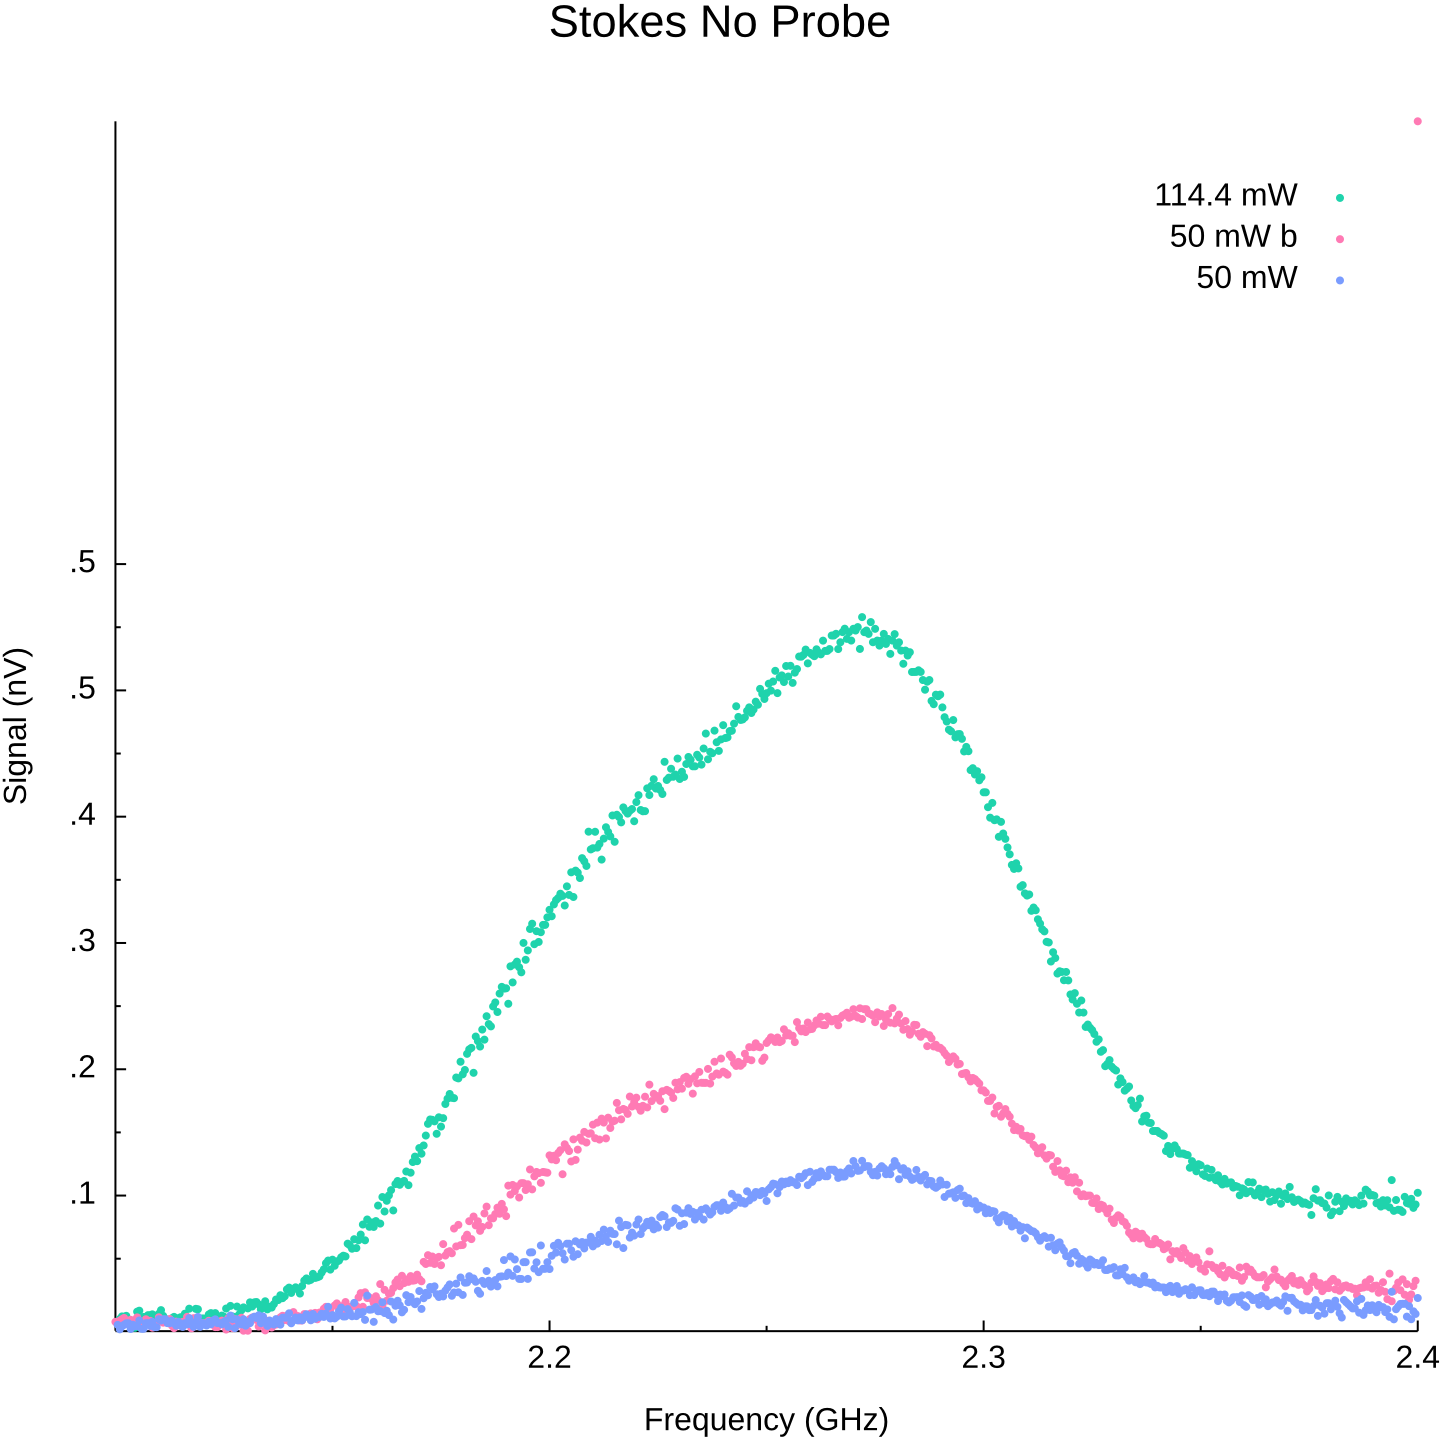 Stokes No Probe
114.4 mW
50 mW b
50 mW
.5
.5
.4
.3
.2
.1
Signal (nV)
2.2
2.3
2.4
Frequency (GHz)